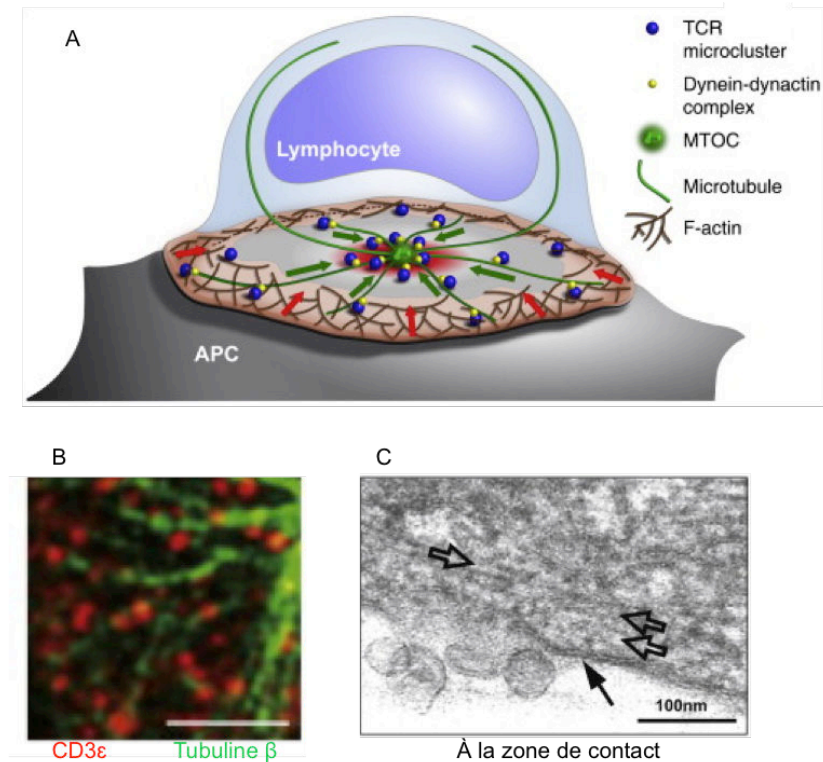 A
TCR
microcluster
Dynein-dynactin
complex
MTOC
Microtubule
F-actin
Lymphocyte
APC
B
C
100nm
CD3ε
Tubuline β
À la zone de contact